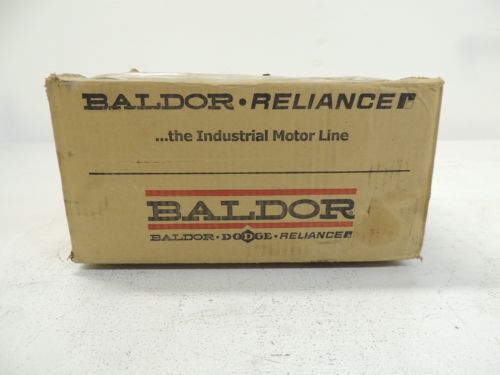 BALDOR • RELIANCE
...the Industrial Motor Line
BALDOR
BALDOR • DODGE • RELIANCE